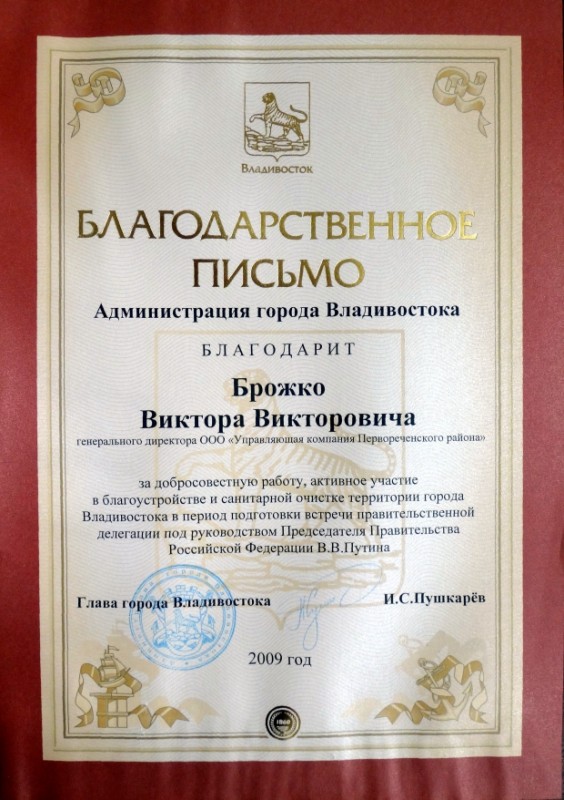 Владивосток
БЛАГОДАРСТВЕННОЕ
ПИСЬМО
Администрация города Владивостока
БЛАГОДАРИТ
Брожко
Виктора Викторовича
генерального директора ООО «Управляющая компания Первореченского района»
за добросовестную работу, активное участие
в благоустройстве и санитарной очистке территории города
Владивостока в период подготовки встречи правительственной
делегации под руководством Председателя Правительства
Российской Федерации В.В.Путина
Глава города Владивостока И.С.Пушкарёв
2009 год
1860